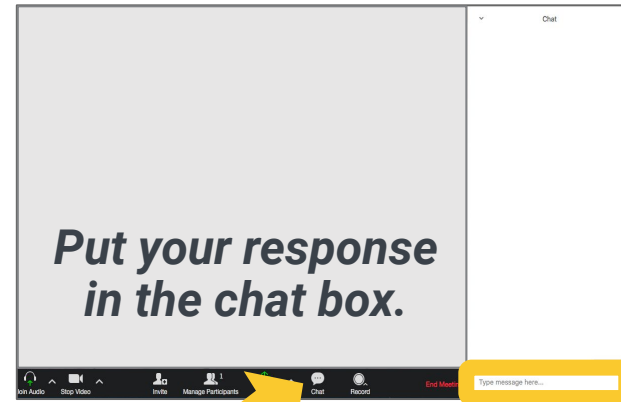 Chat
Put your response
in the chat box.
1
Join Audio Stop Video Invite Manage Participants Chat Record End Meeting
Type message here...